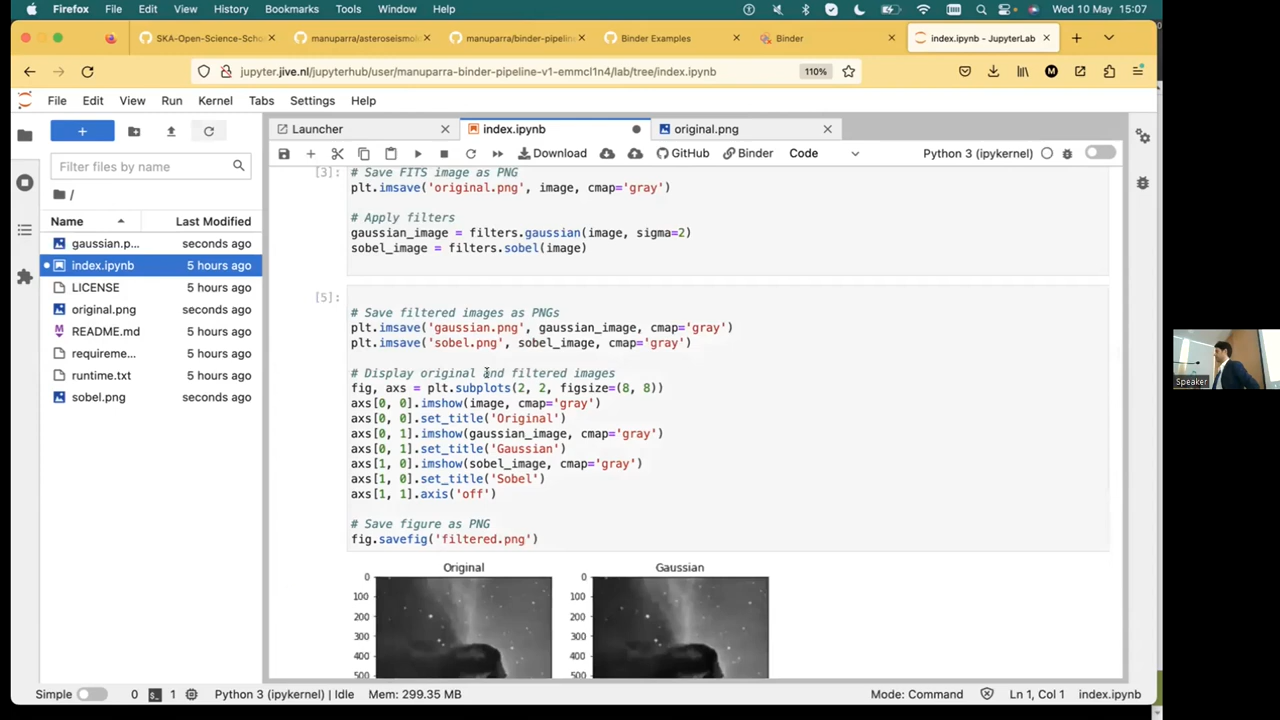 Firefox File Edit View History Bookmarks Tools Window Help Wed 10 May 15:07
SKA-Open-Science-Scho manuparra/asteroseismol manuparra/binder-pipelin Binder Examples Binder index.ipynb - JupyterLab
jupyter.jive.nl/jupyterhub/user/manuparra-binder-pipeline-v1-emmcl1n4/lab/tree/index.ipynb 110% M
File Edit View Run Kernel Tabs Settings Help
Launcher index.ipynb original.png
Download GitHub Binder Code Python 3 (ipykernel)
Filter files by name
/
Name Last Modified
gaussian.p... seconds ago
index.ipynb 5 hours ago
LICENSE 5 hours ago
original.png 5 hours ago
README.md 5 hours ago
requireme... 5 hours ago
runtime.txt 5 hours ago
sobel.png seconds ago
[3]: # Save FITS image as PNG
plt.imsave('original.png', image, cmap='gray')
# Apply filters
gaussian_image = filters.gaussian(image, sigma=2)
sobel_image = filters.sobel(image)
[5]:
# Save filtered images as PNGs
plt.imsave('gaussian.png', gaussian_image, cmap='gray')
plt.imsave('sobel.png', sobel_image, cmap='gray')
# Display original and filtered images
fig, axs = plt.subplots(2, 2, figsize=(8, 8))
axs[0, 0].imshow(image, cmap='gray')
axs[0, 0].set_title('Original')
axs[0, 1].imshow(gaussian_image, cmap='gray')
axs[0, 1].set_title('Gaussian')
axs[1, 0].imshow(sobel_image, cmap='gray')
axs[1, 0].set_title('Sobel')
axs[1, 1].axis('off')
# Save figure as PNG
fig.savefig('filtered.png')
Original Gaussian
0 0
100 100
200 200
300 300
400 400
500 500
Speaker
Simple 0 1 Python 3 (ipykernel) | Idle Mem: 299.35 MB Mode: Command Ln 1, Col 1 index.ipynb